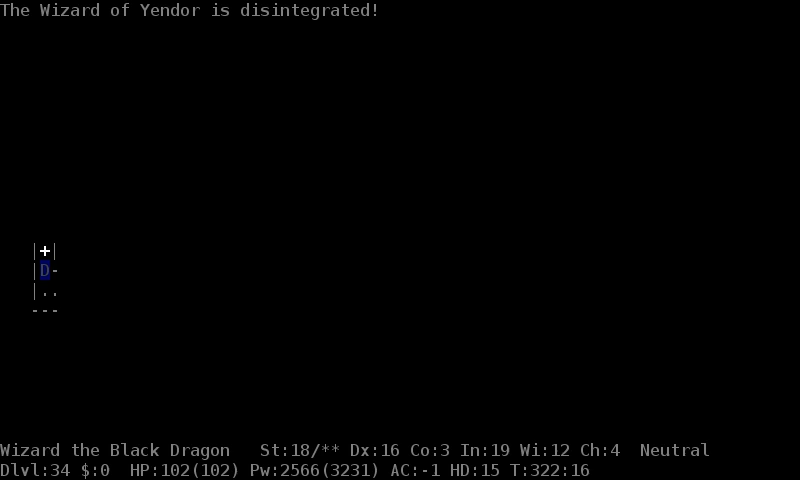 The Wizard of Yendor is disintegrated!
|+|
|D-
|..
---
Wizard the Black Dragon St:18/** Dx:16 Co:3 In:19 Wi:12 Ch:4 Neutral
Dlvl:34 $:0 HP:102(102) Pw:2566(3231) AC:-1 HD:15 T:322:16